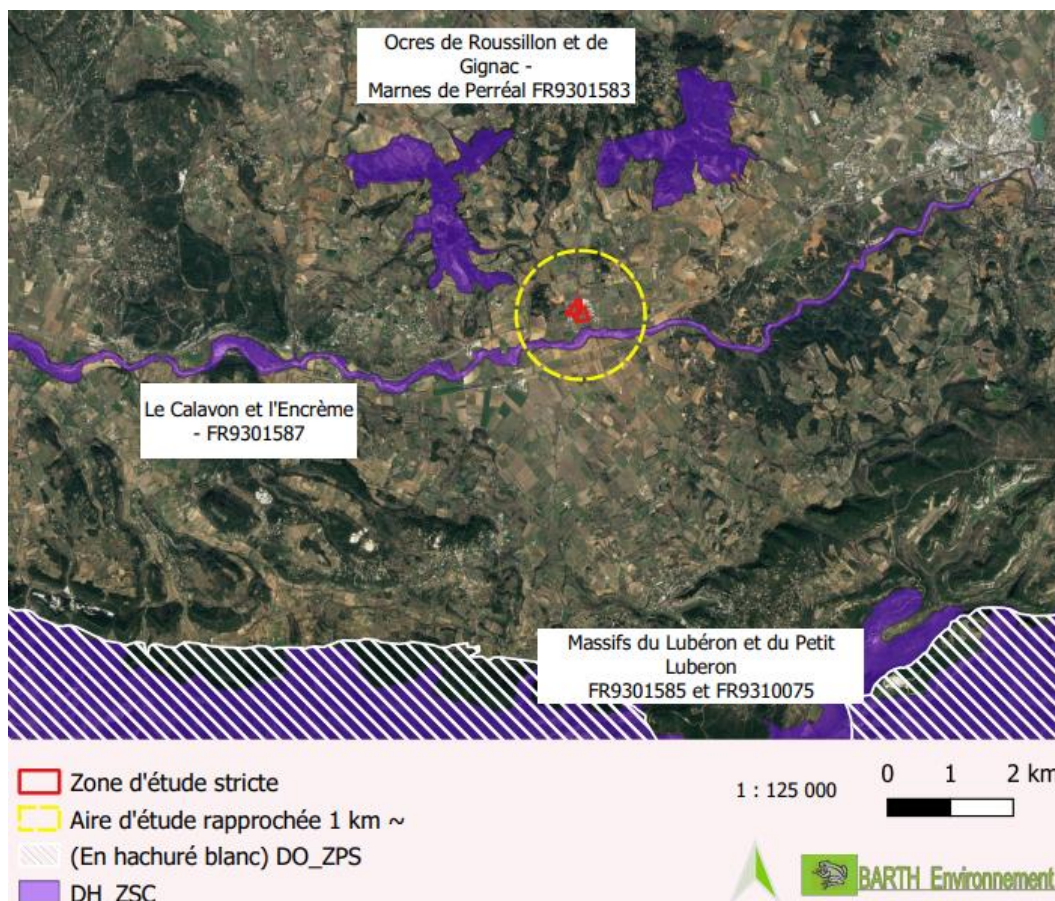 Ocres de Roussillon et de
Gignac -
Marnes de Perréal FR9301583
Le Calavon et l'Encrème
- FR9301587
Massifs du Lubéron et du Petit
Luberon
FR9301585 et FR9310075
Zone d'étude stricte
Aire d'étude rapprochée 1 km ~
(En hachuré blanc) DO_ZPS
DH_ZSC
1 : 125 000
0 1 2 km
BARTH Environnement